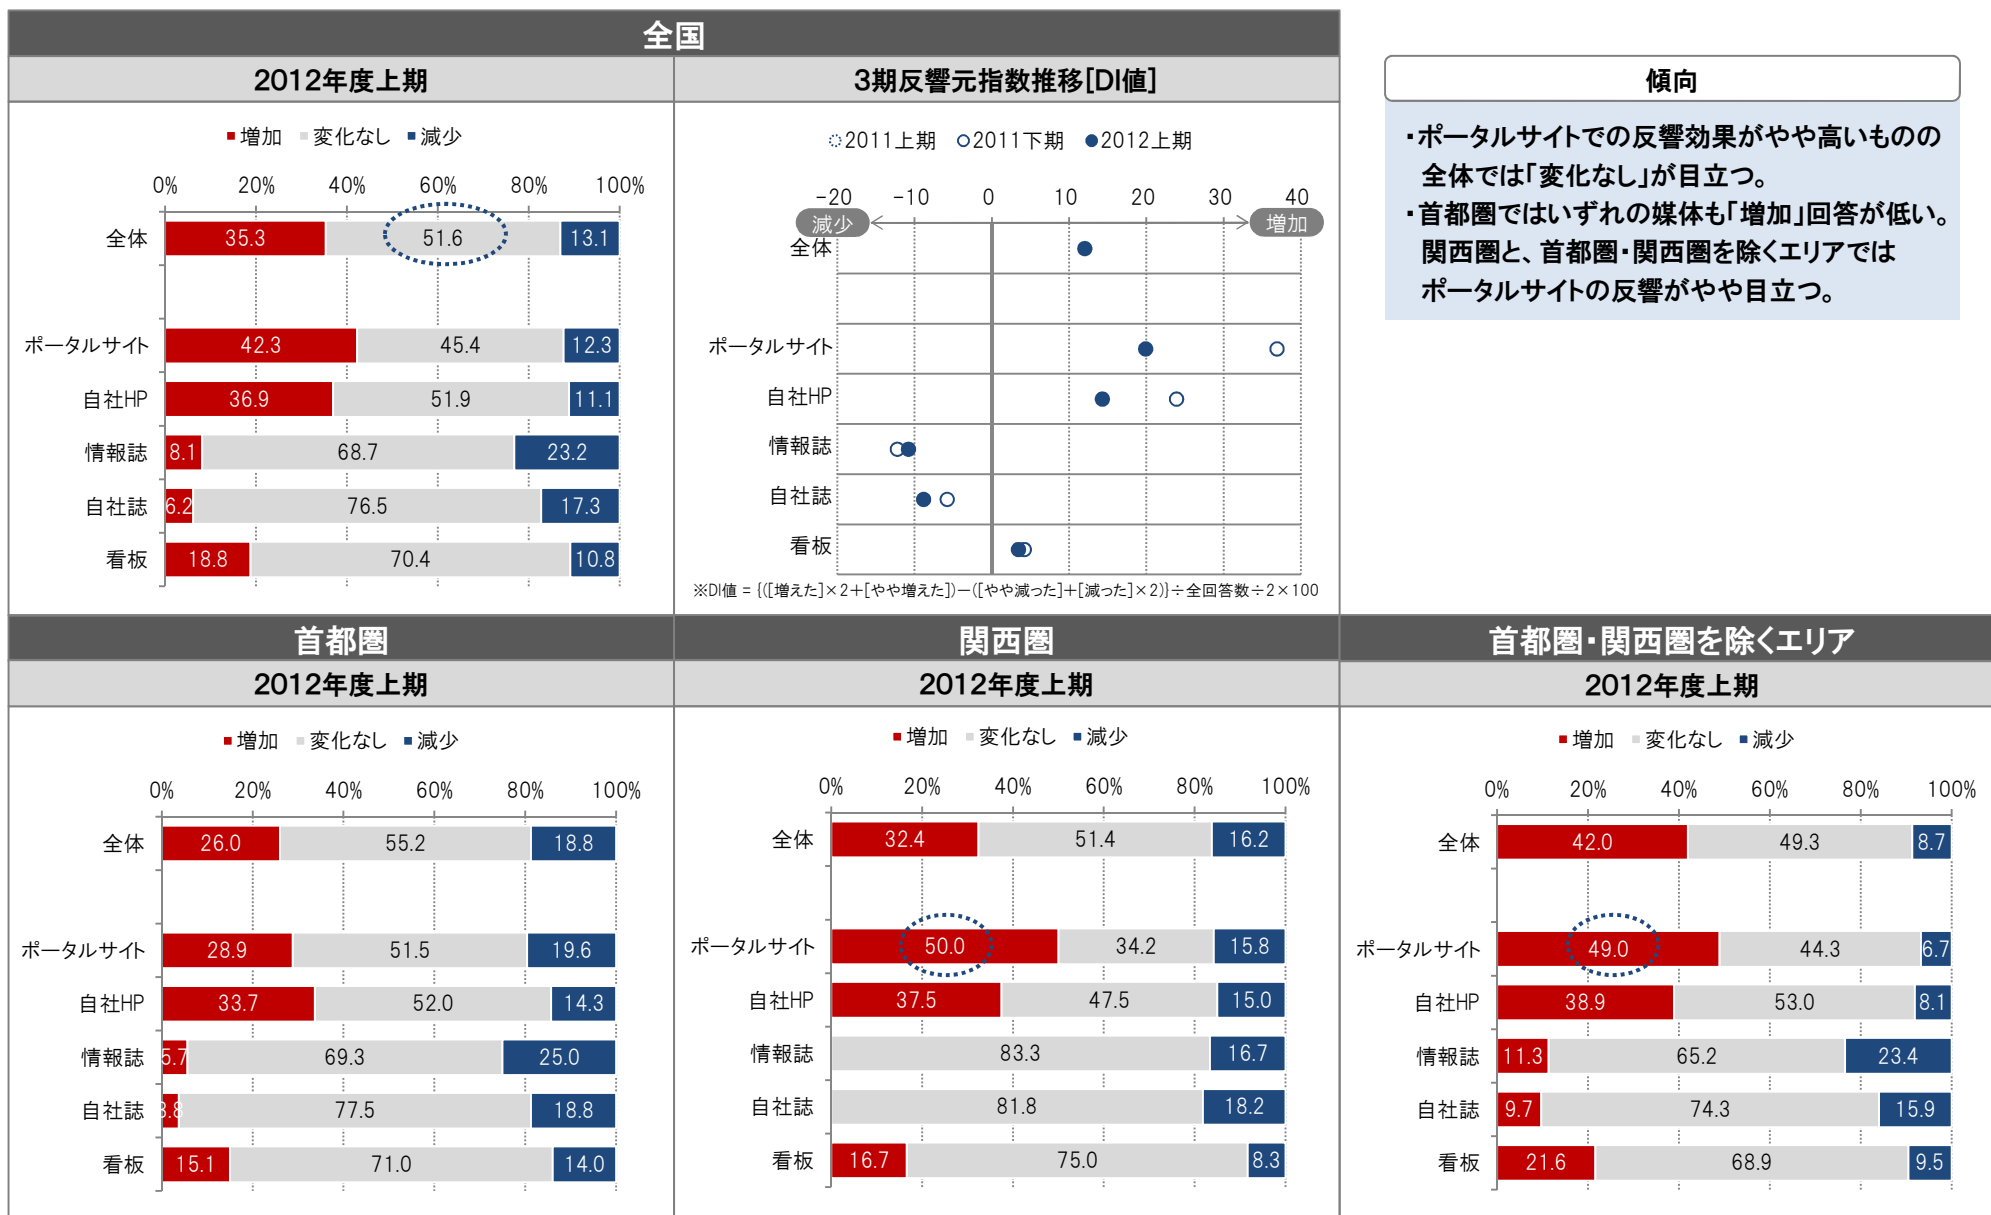 全国
2012年度上期
3期反響元指数推移[DI値]
■増加 ■変化なし ■減少
0% 20% 40% 60% 80% 100%
全体 35.3 51.6 13.1
ポータルサイト 42.3 45.4 12.3
自社HP 36.9 51.9 11.1
情報誌 8.1 68.7 23.2
自社誌 6.2 76.5 17.3
看板 18.8 70.4 10.8
2011上期 2011下期 2012上期
-20 -10 0 10 20 30 40
減少 増加
全体
ポータルサイト
自社HP
情報誌
自社誌
看板
※DI値 = {([増えた]×2+[やや増えた])-([やや減った]+[減った]×2)}÷全回答数÷2×100
傾向
・ポータルサイトでの反響効果がやや高いものの
全体では「変化なし」が目立つ。
・首都圏ではいずれの媒体も「増加」回答が低い。
関西圏と、首都圏・関西圏を除くエリアでは
ポータルサイトの反響がやや目立つ。
首都圏
2012年度上期
■増加 ■変化なし ■減少
0% 20% 40% 60% 80% 100%
全体 26.0 55.2 18.8
ポータルサイト 28.9 51.5 19.6
自社HP 33.7 52.0 14.3
情報誌 5.7 69.3 25.0
自社誌 3.8 77.5 18.8
看板 15.1 71.0 14.0
関西圏
2012年度上期
■増加 ■変化なし ■減少
0% 20% 40% 60% 80% 100%
全体 32.4 51.4 16.2
ポータルサイト 50.0 34.2 15.8
自社HP 37.5 47.5 15.0
情報誌 83.3 16.7
自社誌 81.8 18.2
看板 16.7 75.0 8.3
首都圏・関西圏を除くエリア
2012年度上期
■増加 ■変化なし ■減少
0% 20% 40% 60% 80% 100%
全体 42.0 49.3 8.7
ポータルサイト 49.0 44.3 6.7
自社HP 38.9 53.0 8.1
情報誌 11.3 65.2 23.4
自社誌 9.7 74.3 15.9
看板 21.6 68.9 9.5